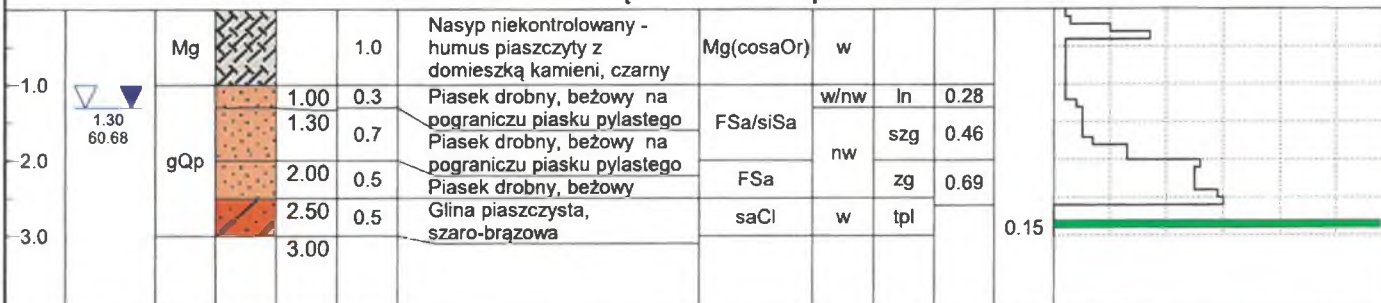 Nasyp niekontrolowany -
Mg 1.0 humus piaszczyty z Mg(cosaOr) w
domieszką kamieni, czarny
1.0
1.00 0.3 Piasek drobny, beżowy na w/nw ln 0.28
1.30 pograniczu piasku pylastego FSa/siSa
1.30 0.7 Piasek drobny, beżowy na szg 0.46
60.68 nw
2.0 gQp pograniczu piasku pylastego
2.00 0.5 Piasek drobny, beżowy FSa zg 0.69
2.50 0.5 Glina piaszczysta, saCl w tpl
3.0 szaro-brązowa 0.15
3.00